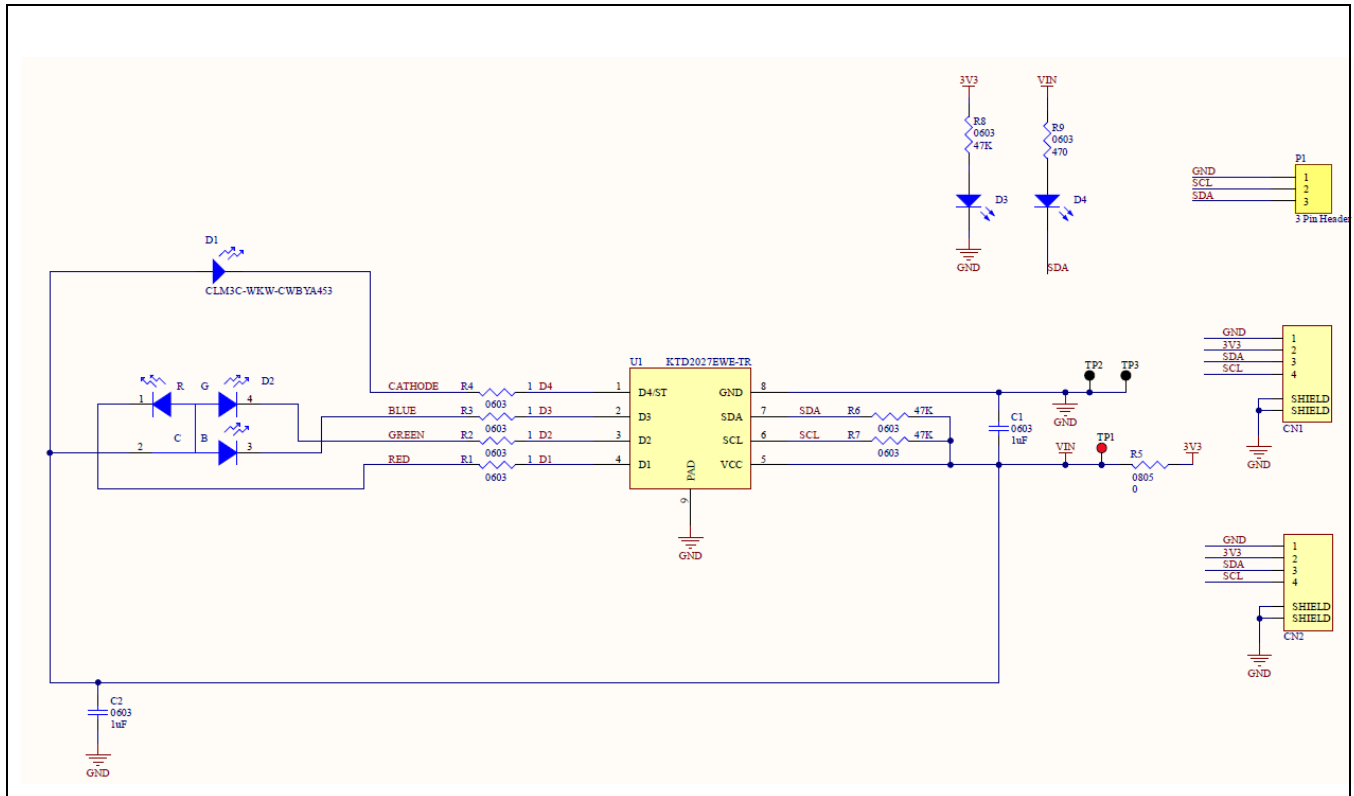 3V3
VIN
R8
0603
47K
R9
0603
470
D3
D4
GND
SDA
P1
GND
SCL
SDA
1
2
3
3 Pin Header
D1
CLM3C-WKW-CWBYA453
R G D2
1 4
2 C B 3
CATHODE R4 1 D4
0603
BLUE R3 1 D3
0603
GREEN R2 1 D2
0603
RED R1 1 D1
0603
U1 KTD2027EWE-TR
1 D4/ST GND 8
2 D3 SDA 7
3 D2 SCL 6
4 D1 VCC 5
PAD
9
GND
SDA R6 47K
0603
SCL R7 47K
0603
C1
0603
1uF
TP2 TP3
GND
VIN
TP1
R5
0805
0
3V3
GND 1
3V3 2
SDA 3
SCL 4
SHIELD
SHIELD
CN1
GND
GND 1
3V3 2
SDA 3
SCL 4
SHIELD
SHIELD
CN2
GND
C2
0603
1uF
GND